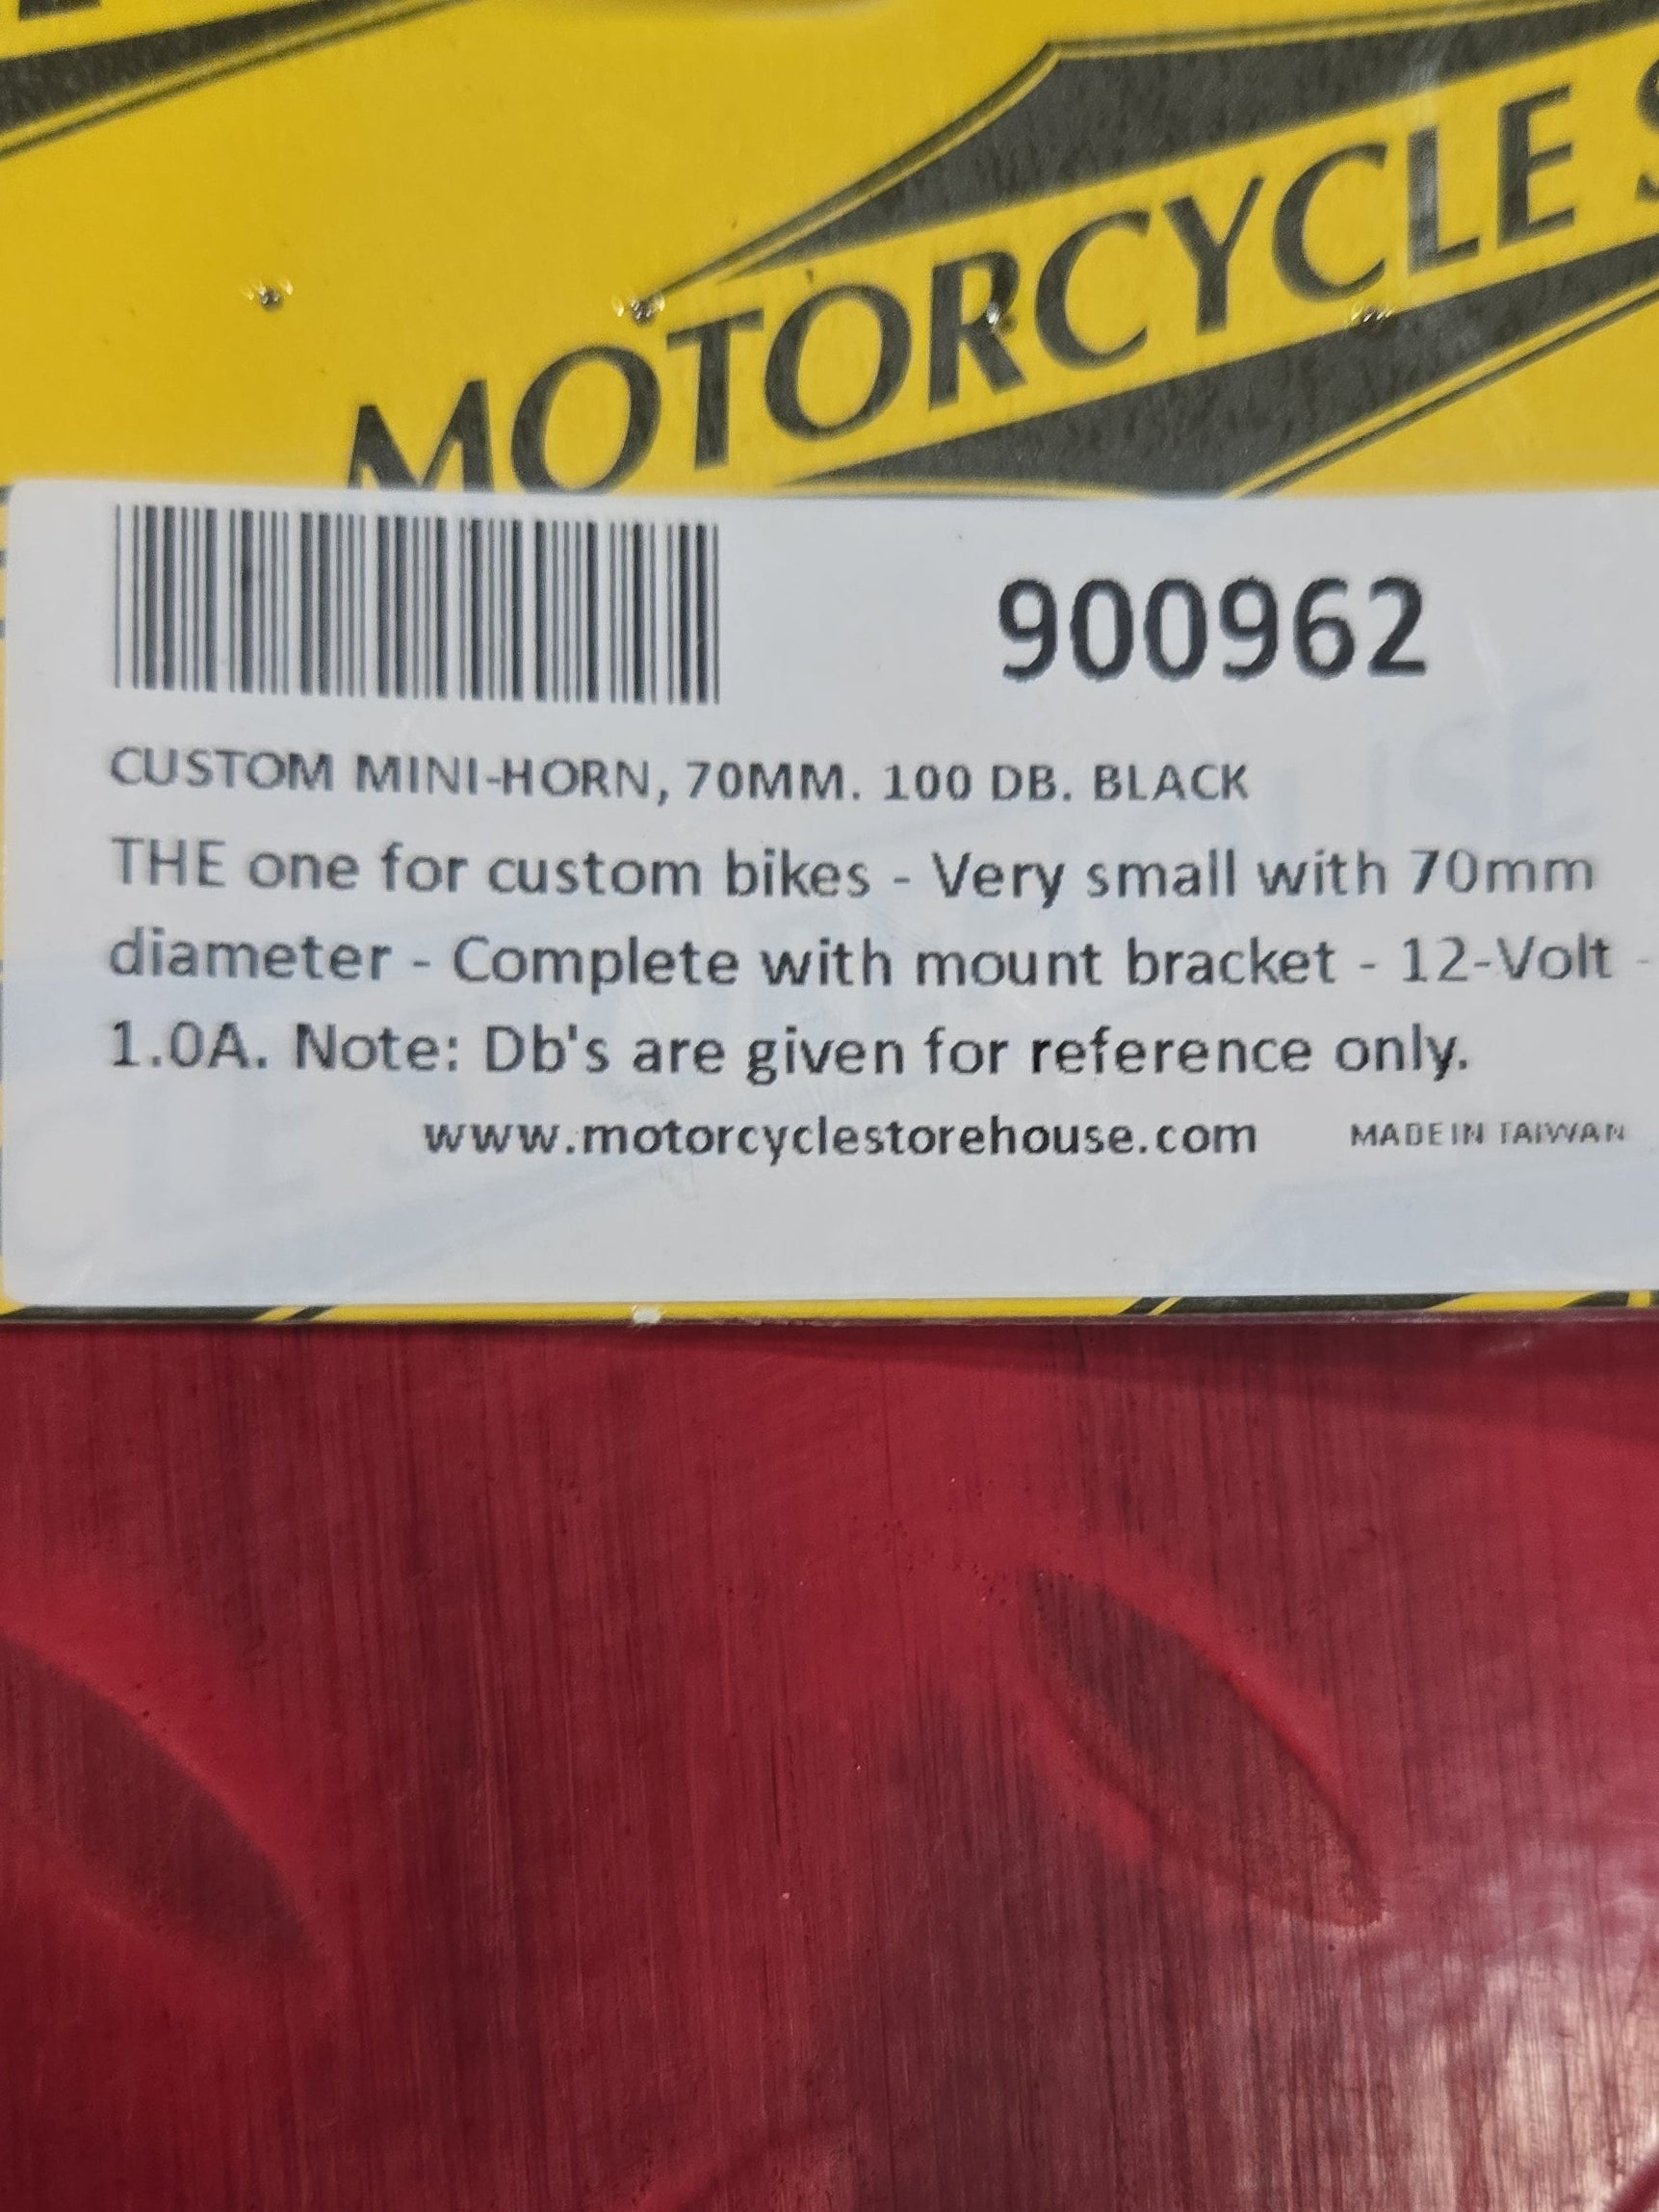 MOTORCYCLE S
900962
CUSTOM MINI-HORN, 70MM. 100 DB. BLACK
THE one for custom bikes - Very small with 70mm
diameter - Complete with mount bracket - 12-Volt -
1.0A. Note: Db's are given for reference only.
www.motorcyclestorehouse.com MADE IN TAIWAN